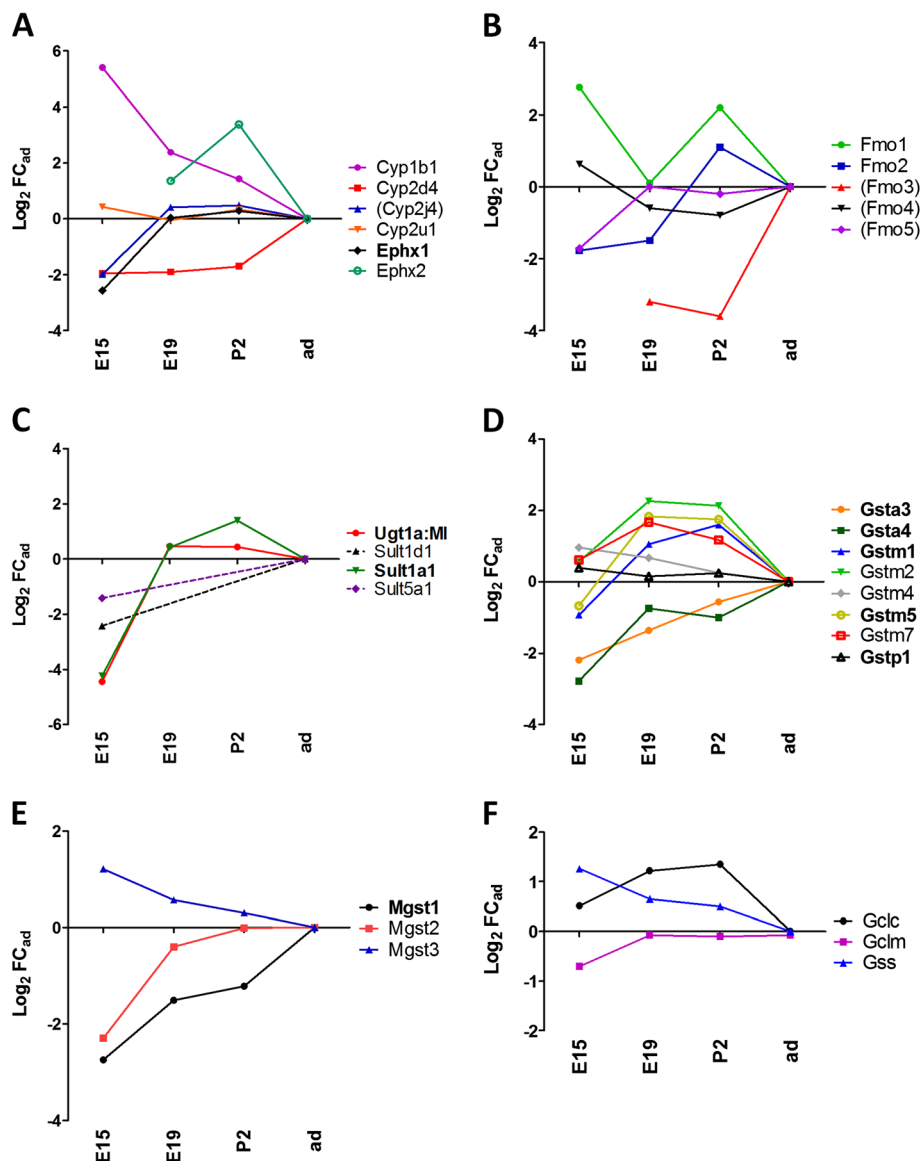 A
Log2 FCad
6
4
2
0
-2
-4
E15
E19
P2
ad
Cyp1b1
Cyp2d4
(Cyp2j4)
Cyp2u1
Ephx1
Ephx2
B
Log2 FCad
4
2
0
-2
-4
E15
E19
P2
ad
Fmo1
Fmo2
(Fmo3)
(Fmo4)
(Fmo5)
C
Log2 FCad
4
2
0
-2
-4
-6
E15
E19
P2
ad
Ugt1a:MI
Sult1d1
Sult1a1
Sult5a1
D
Log2 FCad
4
2
0
-2
-4
E15
E19
P2
ad
Gsta3
Gsta4
Gstm1
Gstm2
Gstm4
Gstm5
Gstm7
Gstp1
E
Log2 FCad
2
0
-2
-4
E15
E19
P2
ad
Mgst1
Mgst2
Mgst3
F
Log2 FCad
2
1
0
-1
-2
E15
E19
P2
ad
Gclc
Gclm
Gss